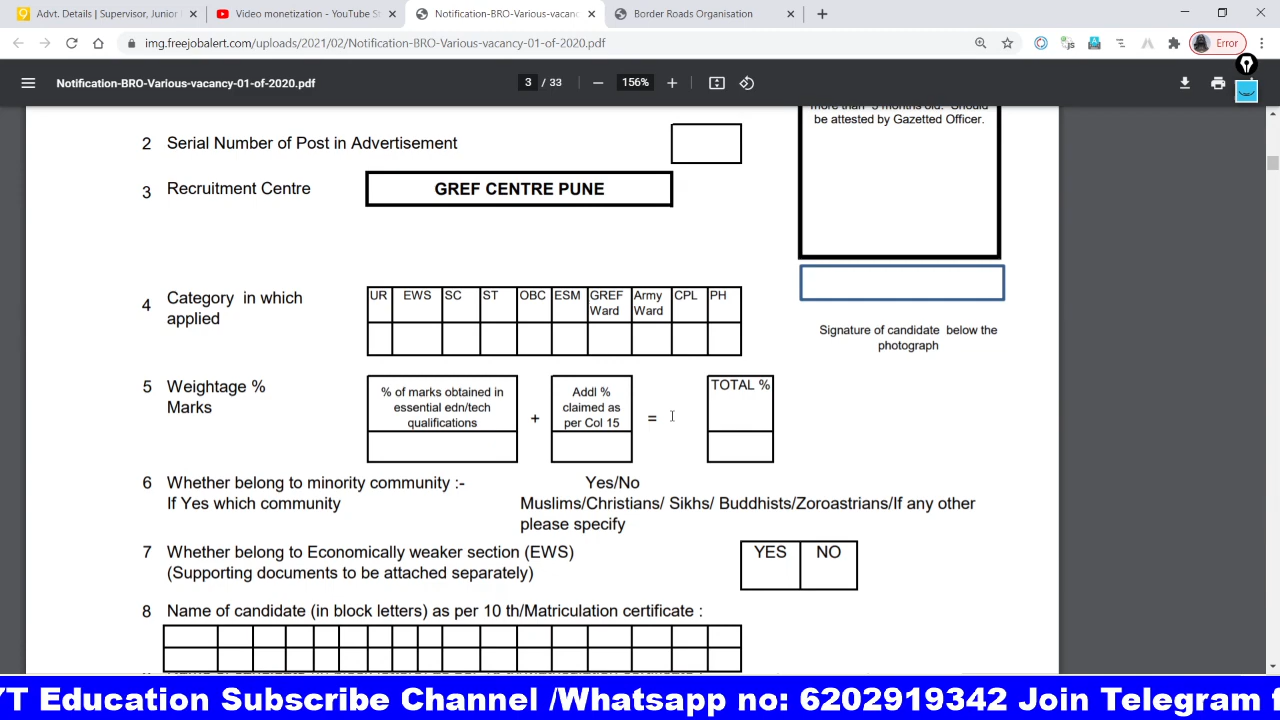 Advt. Details | Supervisor, Junior
Video monetization - YouTube St
Notification-BRO-Various-vacanc
Border Roads Organisation
img.freejobalert.com/uploads/2021/02/Notification-BRO-Various-vacancy-01-of-2020.pdf
Error
Notification-BRO-Various-vacancy-01-of-2020.pdf
3 / 33
156%
more than 3 months old. Should
be attested by Gazetted Officer.
2 Serial Number of Post in Advertisement
3 Recruitment Centre GREF CENTRE PUNE
4 Category in which applied
UR EWS SC ST OBC ESM GREF Ward Army Ward CPL PH
Signature of candidate below the
photograph
5 Weightage %
Marks
% of marks obtained in
essential edn/tech
qualifications
+
Addl %
claimed as
per Col 15
=
TOTAL %
6 Whether belong to minority community :- Yes/No
If Yes which community Muslims/Christians/ Sikhs/ Buddhists/Zoroastrians/If any other
please specify
7 Whether belong to Economically weaker section (EWS) YES NO
(Supporting documents to be attached separately)
8 Name of candidate (in block letters) as per 10 th/Matriculation certificate :
YT Education Subscribe Channel /Whatsapp no: 6202919342 Join Telegram